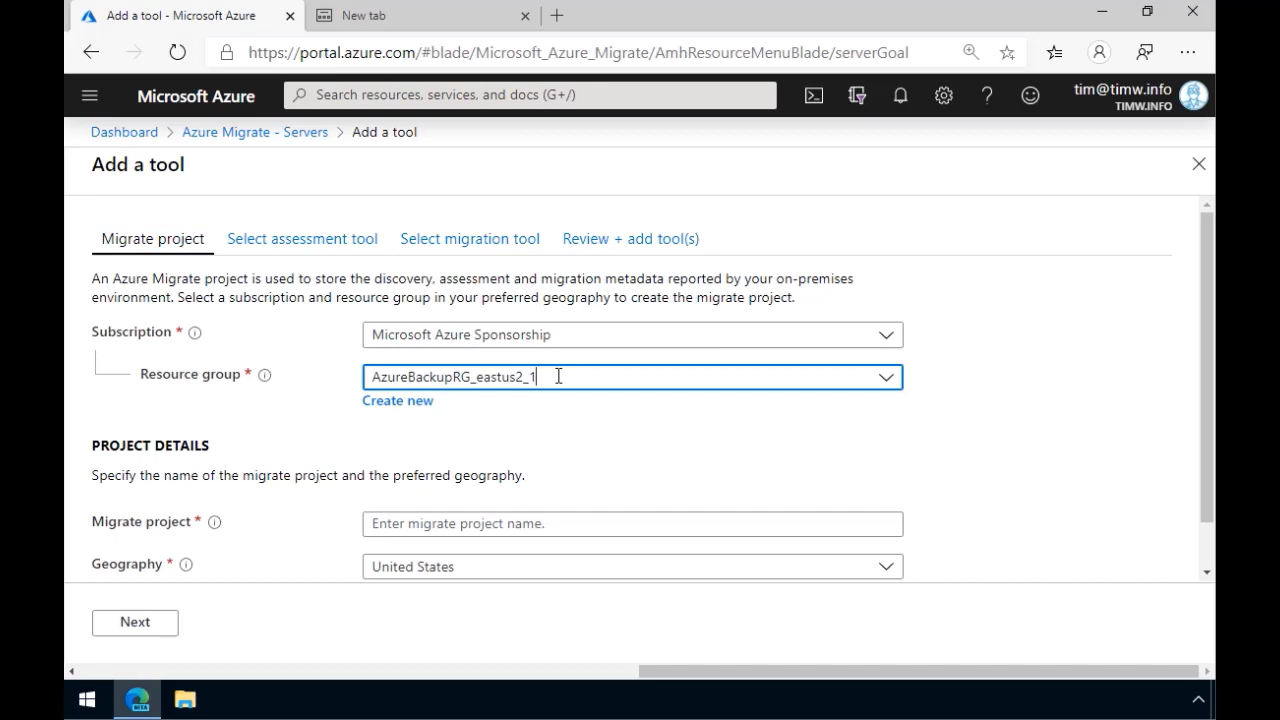 Add a tool - Microsoft Azure
New tab
https://portal.azure.com/#blade/Microsoft_Azure_Migrate/AmhResourceMenuBlade/serverGoal
Microsoft Azure
Search resources, services, and docs (G+/)
tim@timw.info
TIMW.INFO
Dashboard > Azure Migrate - Servers > Add a tool
Add a tool
Migrate project
Select assessment tool
Select migration tool
Review + add tool(s)
An Azure Migrate project is used to store the discovery, assessment and migration metadata reported by your on-premises
environment. Select a subscription and resource group in your preferred geography to create the migrate project.
Subscription *
Microsoft Azure Sponsorship
Resource group *
AzureBackupRG_eastus2_1
Create new
PROJECT DETAILS
Specify the name of the migrate project and the preferred geography.
Migrate project *
Enter migrate project name.
Geography *
United States
Next